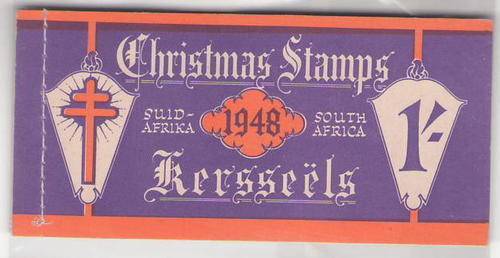 Christmas Stamps
SUID-
AFRIKA
1948
SOUTH
AFRICA
1/-
Kersseëls